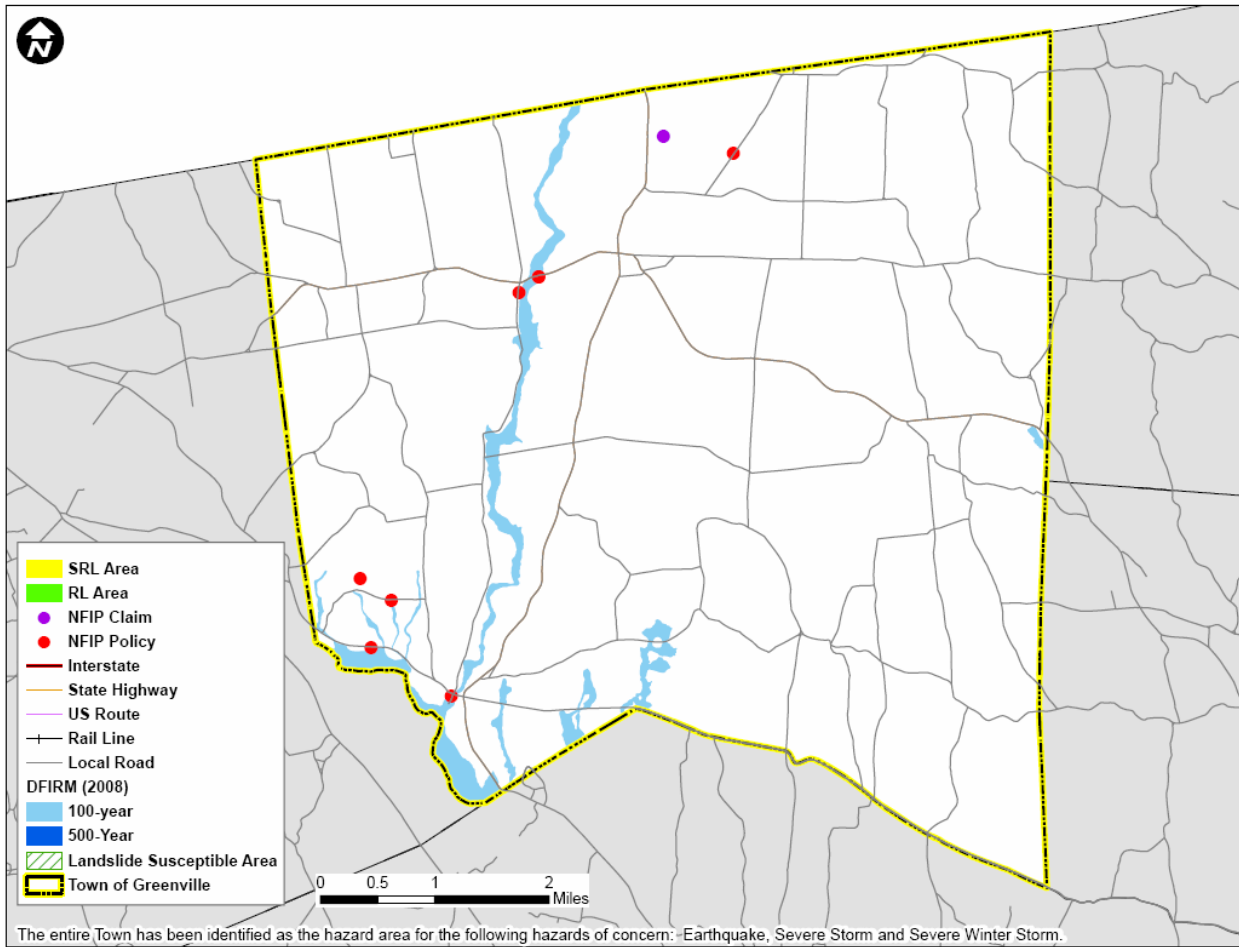 N
SRL Area
RL Area
NFIP Claim
NFIP Policy
Interstate
State Highway
US Route
Rail Line
Local Road
DFIRM (2008)
100-year
500-Year
Landslide Susceptible Area
Town of Greenville
0 0.5 1 2
Miles
The entire Town has been identified as the hazard area for the following hazards of concern: Earthquake, Severe Storm and Severe Winter Storm.